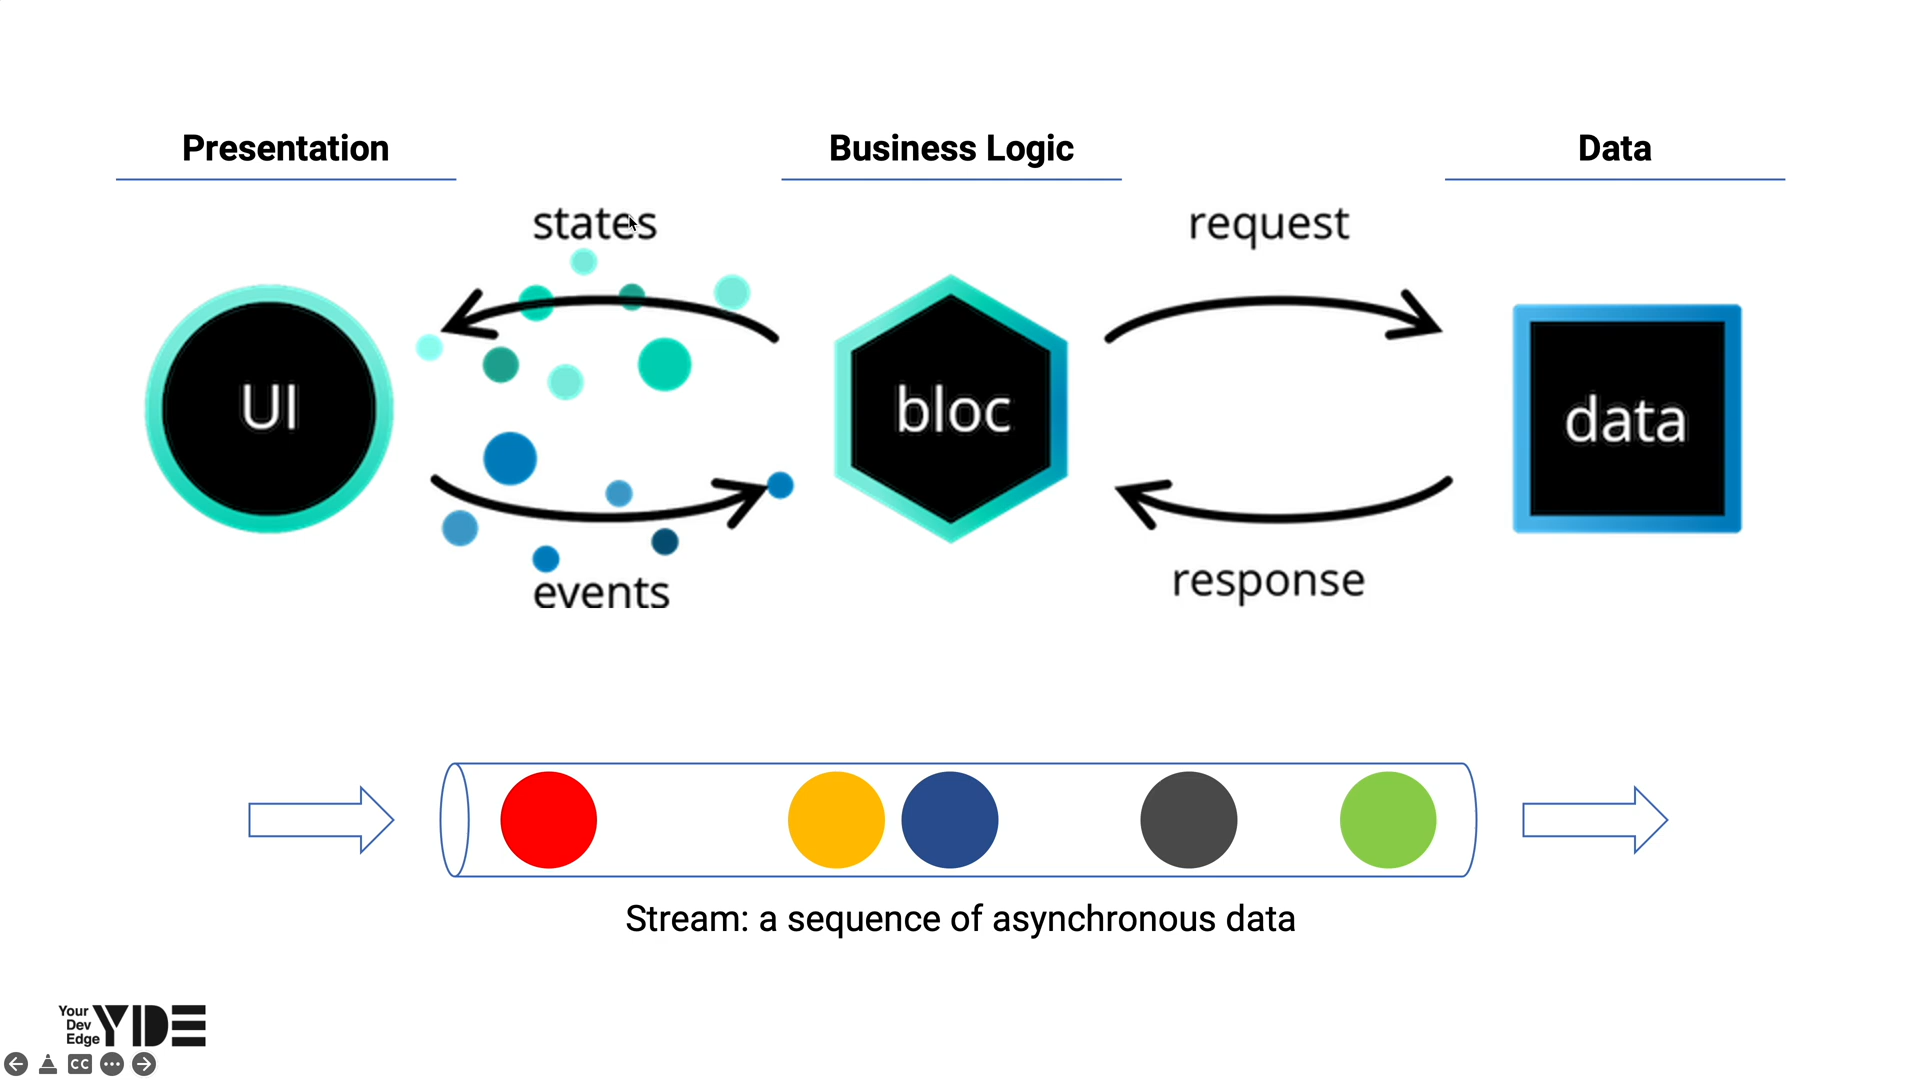 Presentation
Business Logic
Data
states
request
UI
bloc
data
events
response
Stream: a sequence of asynchronous data
Your
Dev
Edge
YDE
CC